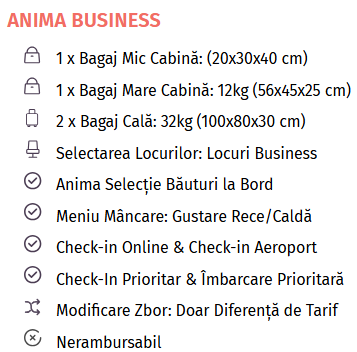 ANIMA BUSINESS
1 x Bagaj Mic Cabină: (20x30x40 cm)
1 x Bagaj Mare Cabină: 12kg (56x45x25 cm)
2 x Bagaj Cală: 32kg (100x80x30 cm)
Selectarea Locurilor: Locuri Business
Anima Selecție Băuturi la Bord
Meniu Mâncare: Gustare Rece/Caldă
Check-in Online & Check-in Aeroport
Check-In Prioritar & Îmbarcare Prioritară
Modificare Zbor: Doar Diferență de Tarif
Nerambursabil